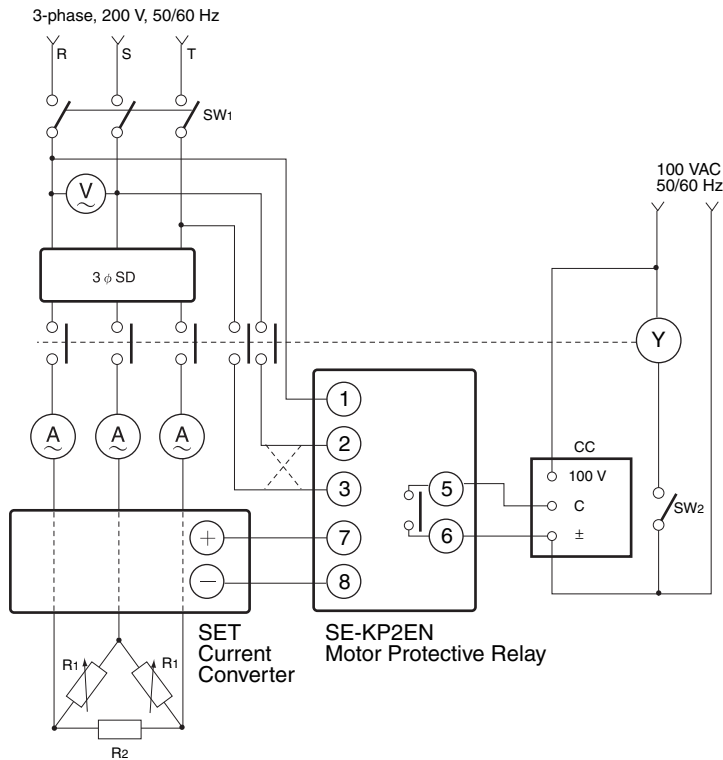 3-phase, 200 V, 50/60 Hz
R
S
T
SW1
100 VAC
50/60 Hz
V
3 ϕ SD
Y
1
A
A
A
2
CC
100 V
3
5
C
SW2
+
7
6
±
−
8
SET
Current
Converter
SE-KP2EN
Motor Protective Relay
R1
R1
R2